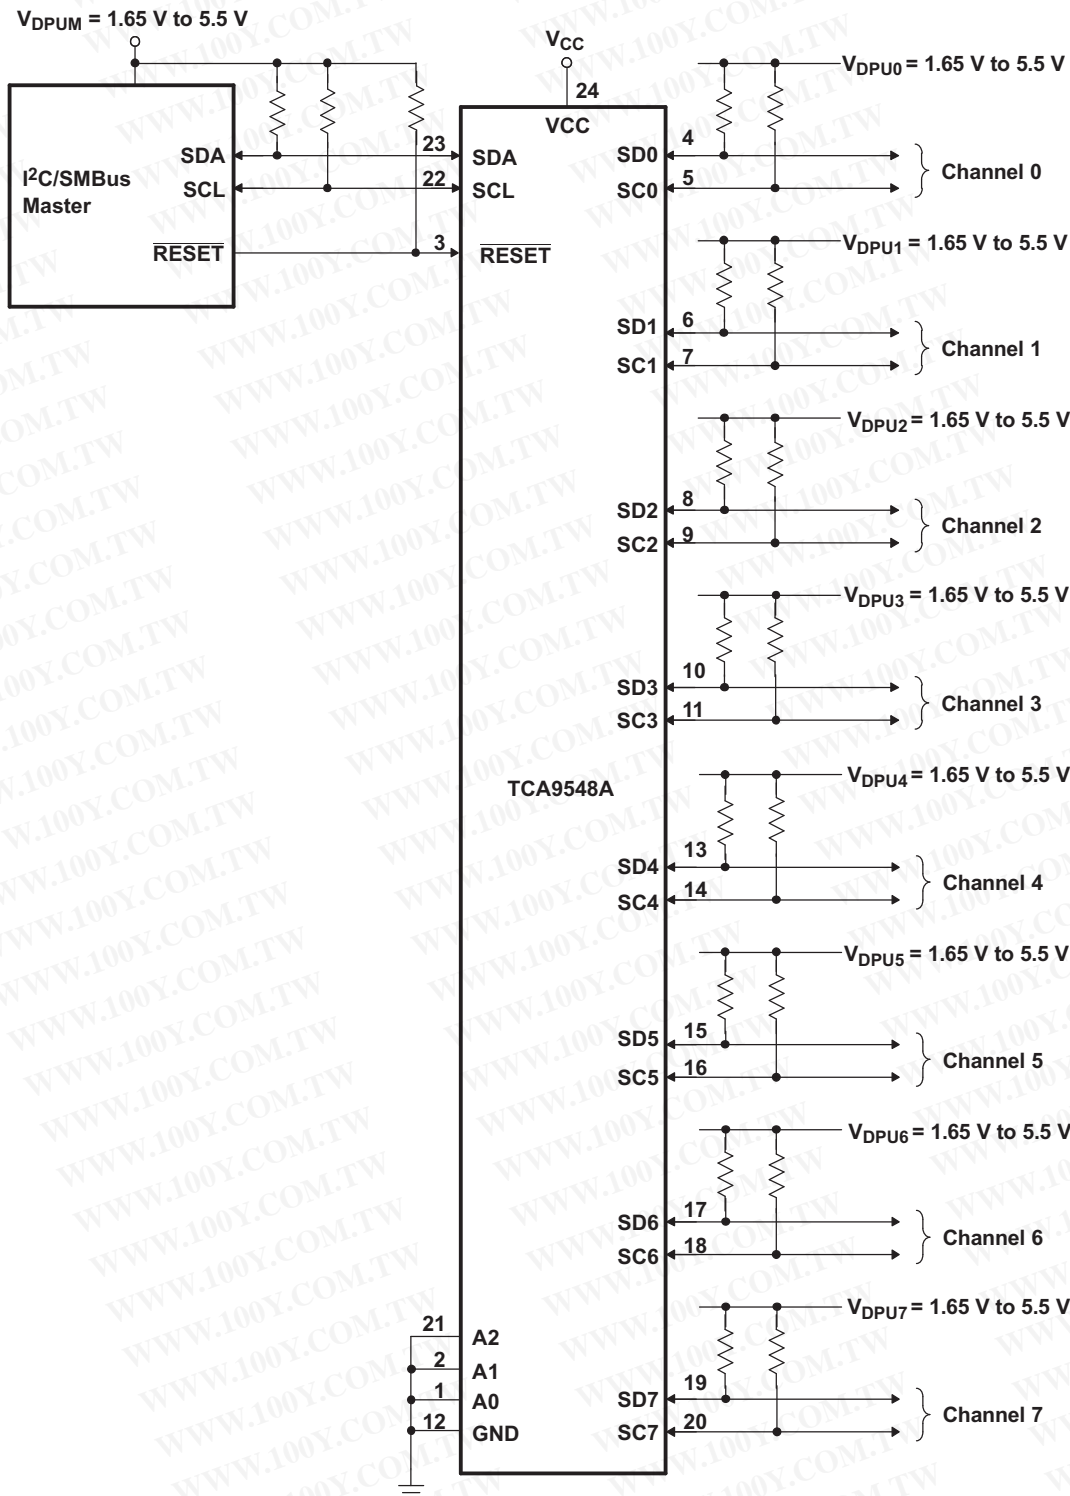 V_DPUM = 1.65 V to 5.5 V
I²C/SMBus
Master
SDA
SCL
RESET
23
22
3
V_CC
24
VCC
SDA
SCL
RESET
TCA9548A
21
2
1
12
A2
A1
A0
GND
SD0
SC0
4
5
V_DPU0 = 1.65 V to 5.5 V
Channel 0
SD1
SC1
6
7
V_DPU1 = 1.65 V to 5.5 V
Channel 1
SD2
SC2
8
9
V_DPU2 = 1.65 V to 5.5 V
Channel 2
SD3
SC3
10
11
V_DPU3 = 1.65 V to 5.5 V
Channel 3
SD4
SC4
13
14
V_DPU4 = 1.65 V to 5.5 V
Channel 4
SD5
SC5
15
16
V_DPU5 = 1.65 V to 5.5 V
Channel 5
SD6
SC6
17
18
V_DPU6 = 1.65 V to 5.5 V
Channel 6
SD7
SC7
19
20
V_DPU7 = 1.65 V to 5.5 V
Channel 7
WWW.100Y.COM.TW